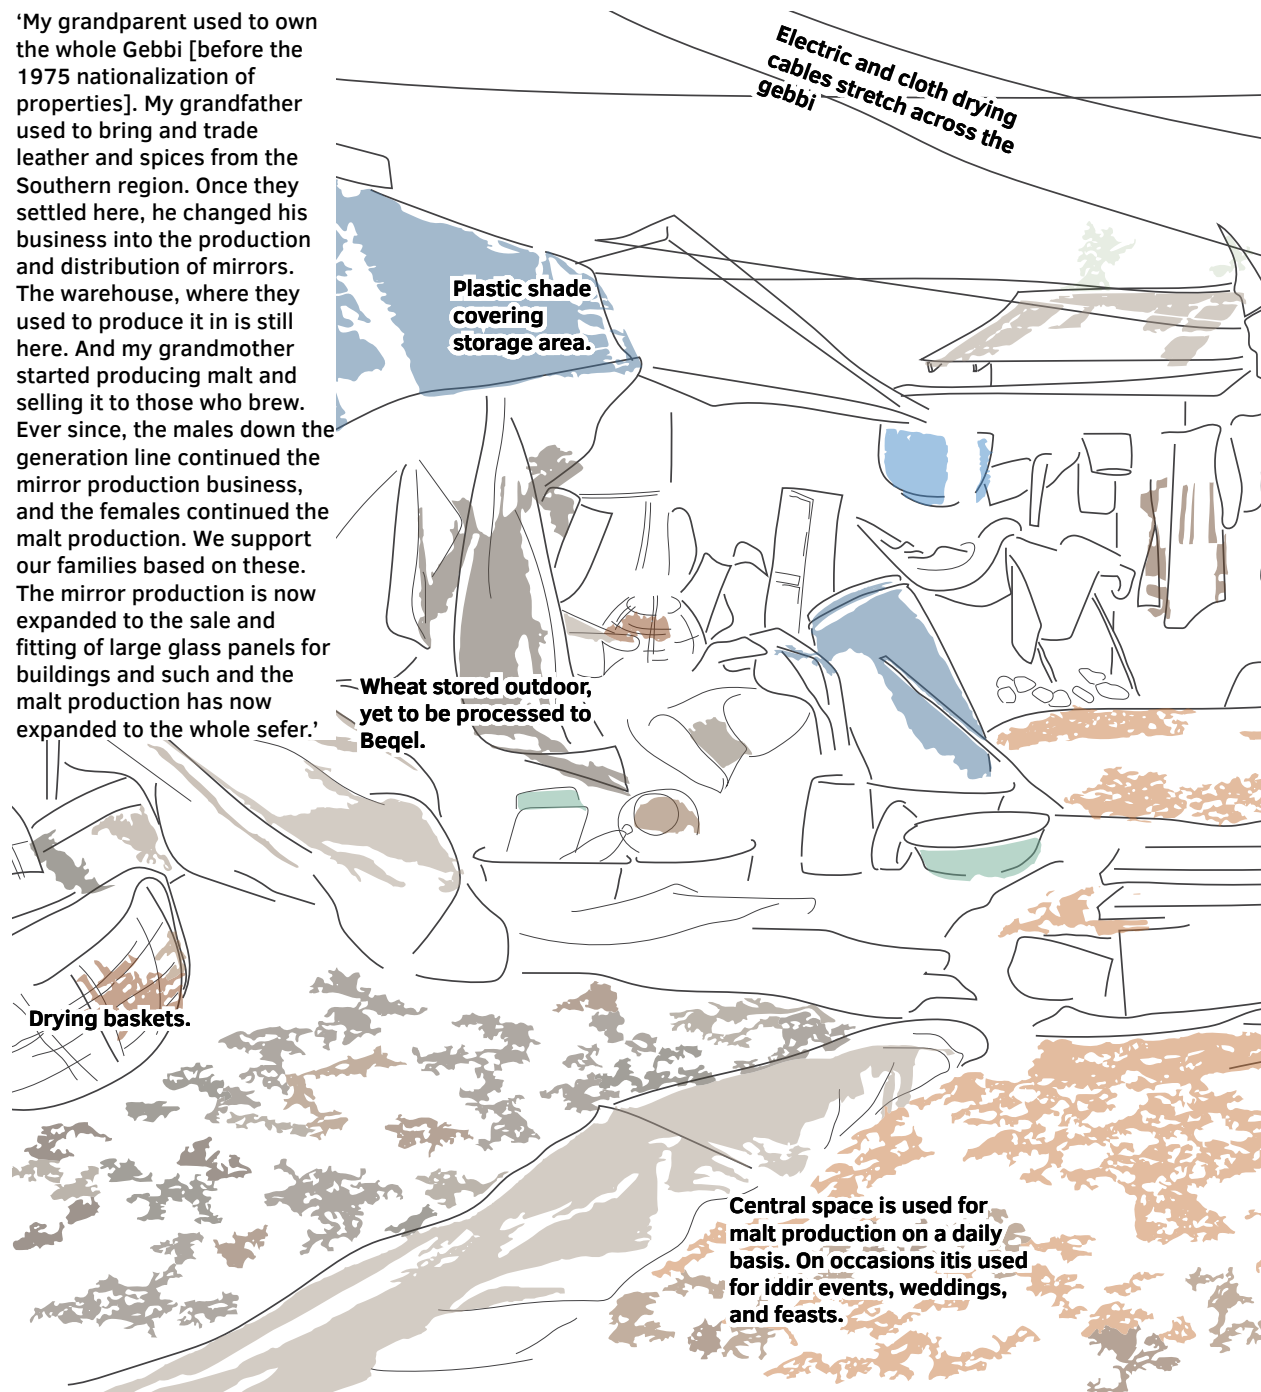 ‘My grandparent used to own
the whole Gebbi [before the
1975 nationalization of
properties]. My grandfather
used to bring and trade
leather and spices from the
Southern region. Once they
settled here, he changed his
business into the production
and distribution of mirrors.
The warehouse, where they
used to produce it in is still
here. And my grandmother
started producing malt and
selling it to those who brew.
Ever since, the males down the
generation line continued the
mirror production business,
and the females continued the
malt production. We support
our families based on these.
The mirror production is now
expanded to the sale and
fitting of large glass panels for
buildings and such and the
malt production has now
expanded to the whole sefer.’
Electric and cloth drying
cables stretch across the
gebbi
Plastic shade
covering
storage area.
Wheat stored outdoor,
yet to be processed to
Beqel.
Drying baskets.
Central space is used for
malt production on a daily
basis. On occasions itis used
for iddir events, weddings,
and feasts.